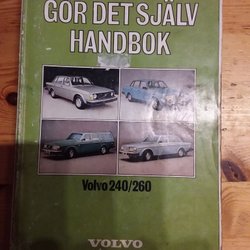 GÖR DET SJÄLV
HANDBOK
Volvo 240/260
VOLVO